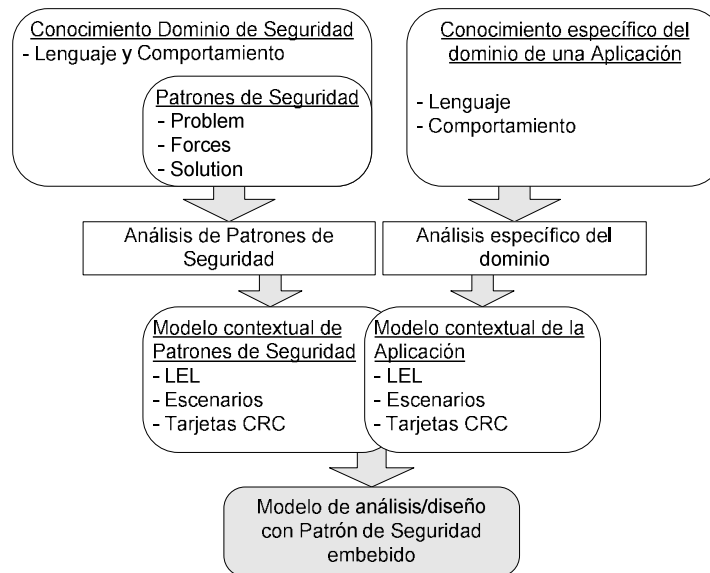 Conocimiento Dominio de Seguridad
- Lenguaje y Comportamiento
Patrones de Seguridad
- Problem
- Forces
- Solution
Conocimiento específico del
dominio de una Aplicación
- Lenguaje
- Comportamiento
Análisis de Patrones de
Seguridad
Análisis específico del
dominio
Modelo contextual de
Patrones de Seguridad
- LEL
- Escenarios
- Tarjetas CRC
Modelo contextual de la
Aplicación
- LEL
- Escenarios
- Tarjetas CRC
Modelo de análisis/diseño
con Patrón de Seguridad
embebido